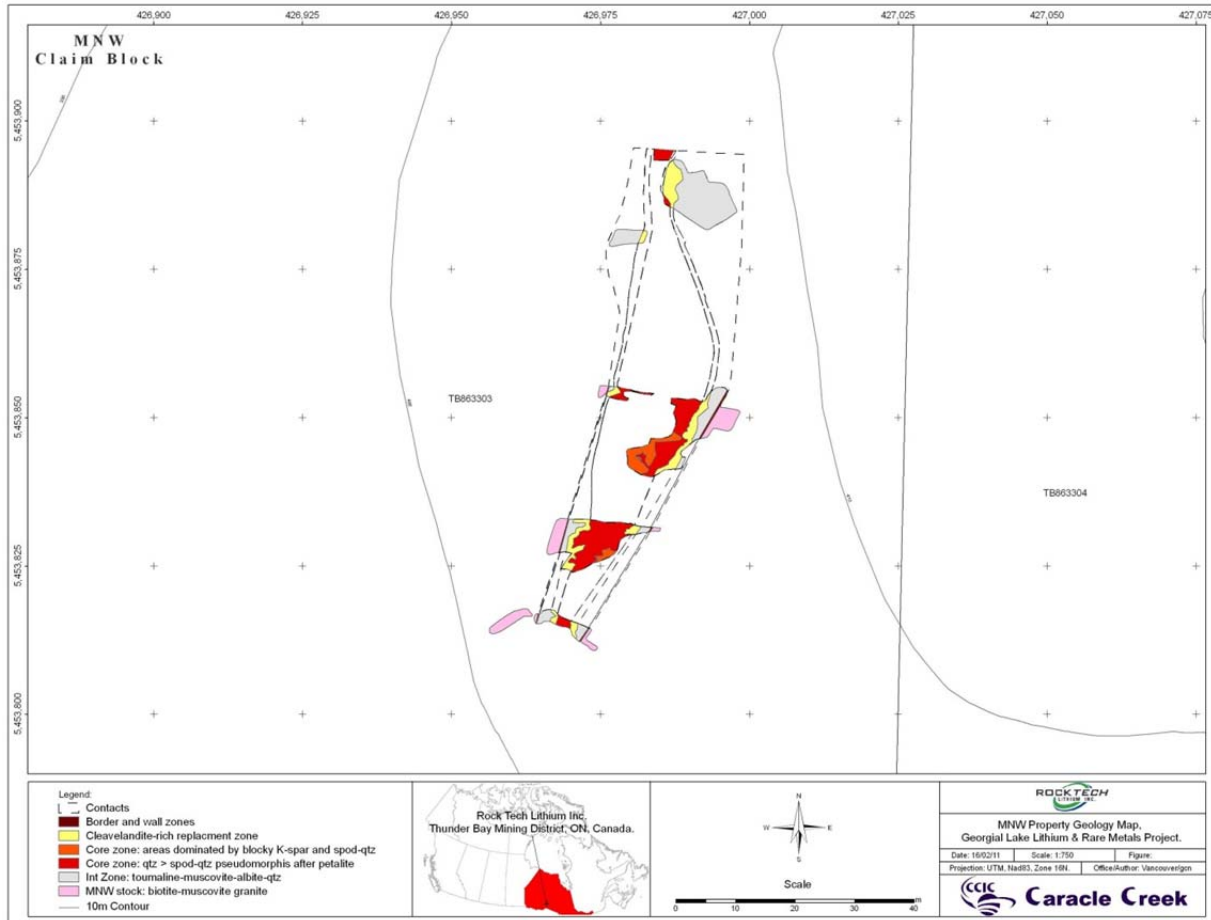 426,900 426,925 426,950 426,975 427,000 427,025 427,050 427,075
MNW
Claim Block
5,453,900
5,453,875
5,453,850
5,453,825
5,453,800
TB863303
TB863304
Legend:
Contacts
Border and wall zones
Cleavelandite-rich replacment zone
Core zone: areas dominated by blocky K-spar and spod-qtz
Core zone: qtz > spod-qtz pseudomorphis after petalite
Int Zone: toumaline-muscovite-albite-qtz
MNW stock: biotite-muscovite granite
10m Contour
Rock Tech Lithium Inc.
Thunder Bay Mining District, ON, Canada.
N
W E
S
Scale
m
0 10 20 30 40
ROCKTECH
LITHIUM INC.
MNW Property Geology Map,
Georgial Lake Lithium & Rare Metals Project.
Date: 16/02/11 Scale: 1:750 Figure:
Projection: UTM, Nad83, Zone 16N. Office/Author: Vancouver/gon
CCIC Caracle Creek